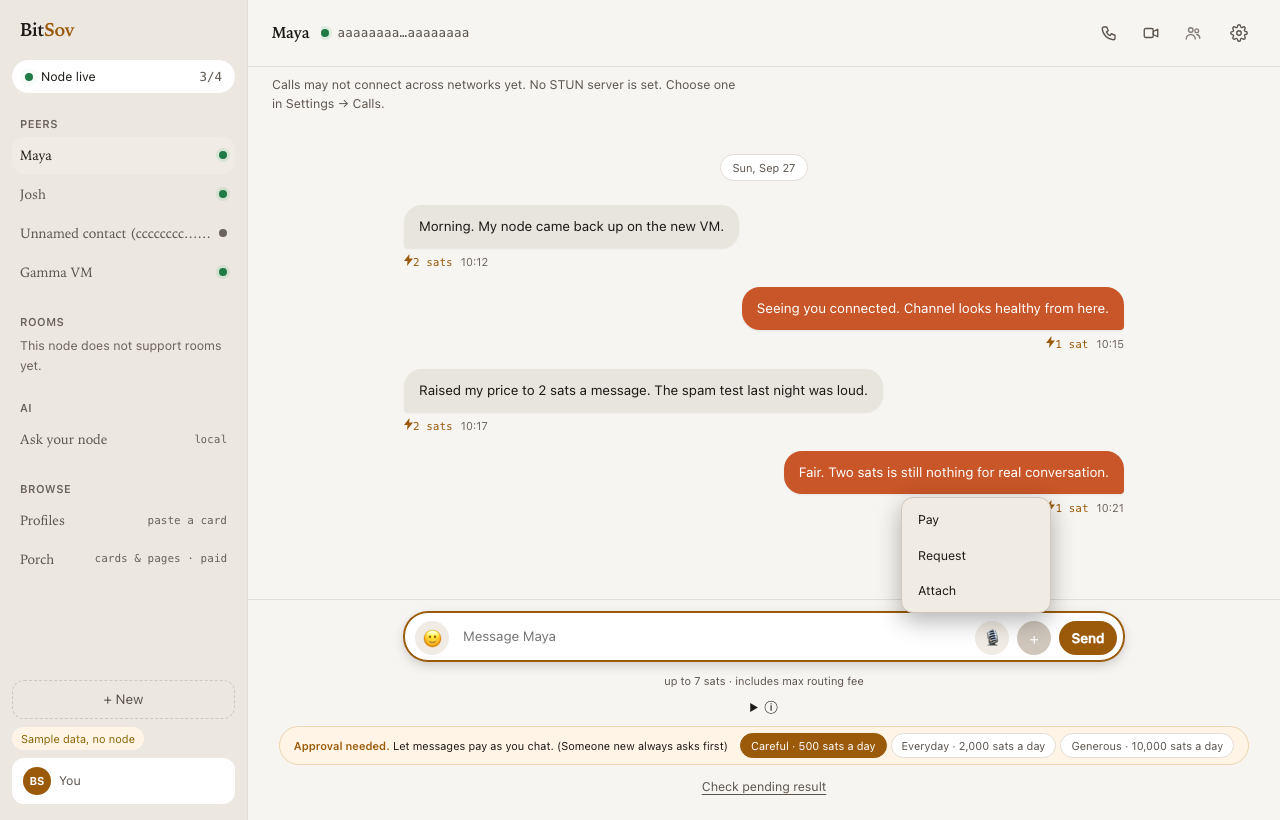 BitSov
Node live 3/4
PEERS
Maya
Josh
Unnamed contact (cccccccc……
Gamma VM
ROOMS
This node does not support rooms
yet.
AI
Ask your node local
BROWSE
Profiles paste a card
Porch cards & pages · paid
+ New
Sample data, no node
BS You
Maya aaaaaaaa…aaaaaaaa
Calls may not connect across networks yet. No STUN server is set. Choose one
in Settings → Calls.
Sun, Sep 27
Morning. My node came back up on the new VM.
2 sats 10:12
Seeing you connected. Channel looks healthy from here.
1 sat 10:15
Raised my price to 2 sats a message. The spam test last night was loud.
2 sats 10:17
Fair. Two sats is still nothing for real conversation.
1 sat 10:21
Pay
Request
Attach
Message Maya + Send
up to 7 sats · includes max routing fee
▶ ⓘ
Approval needed. Let messages pay as you chat. (Someone new always asks first) Careful · 500 sats a day Everyday · 2,000 sats a day Generous · 10,000 sats a day
Check pending result